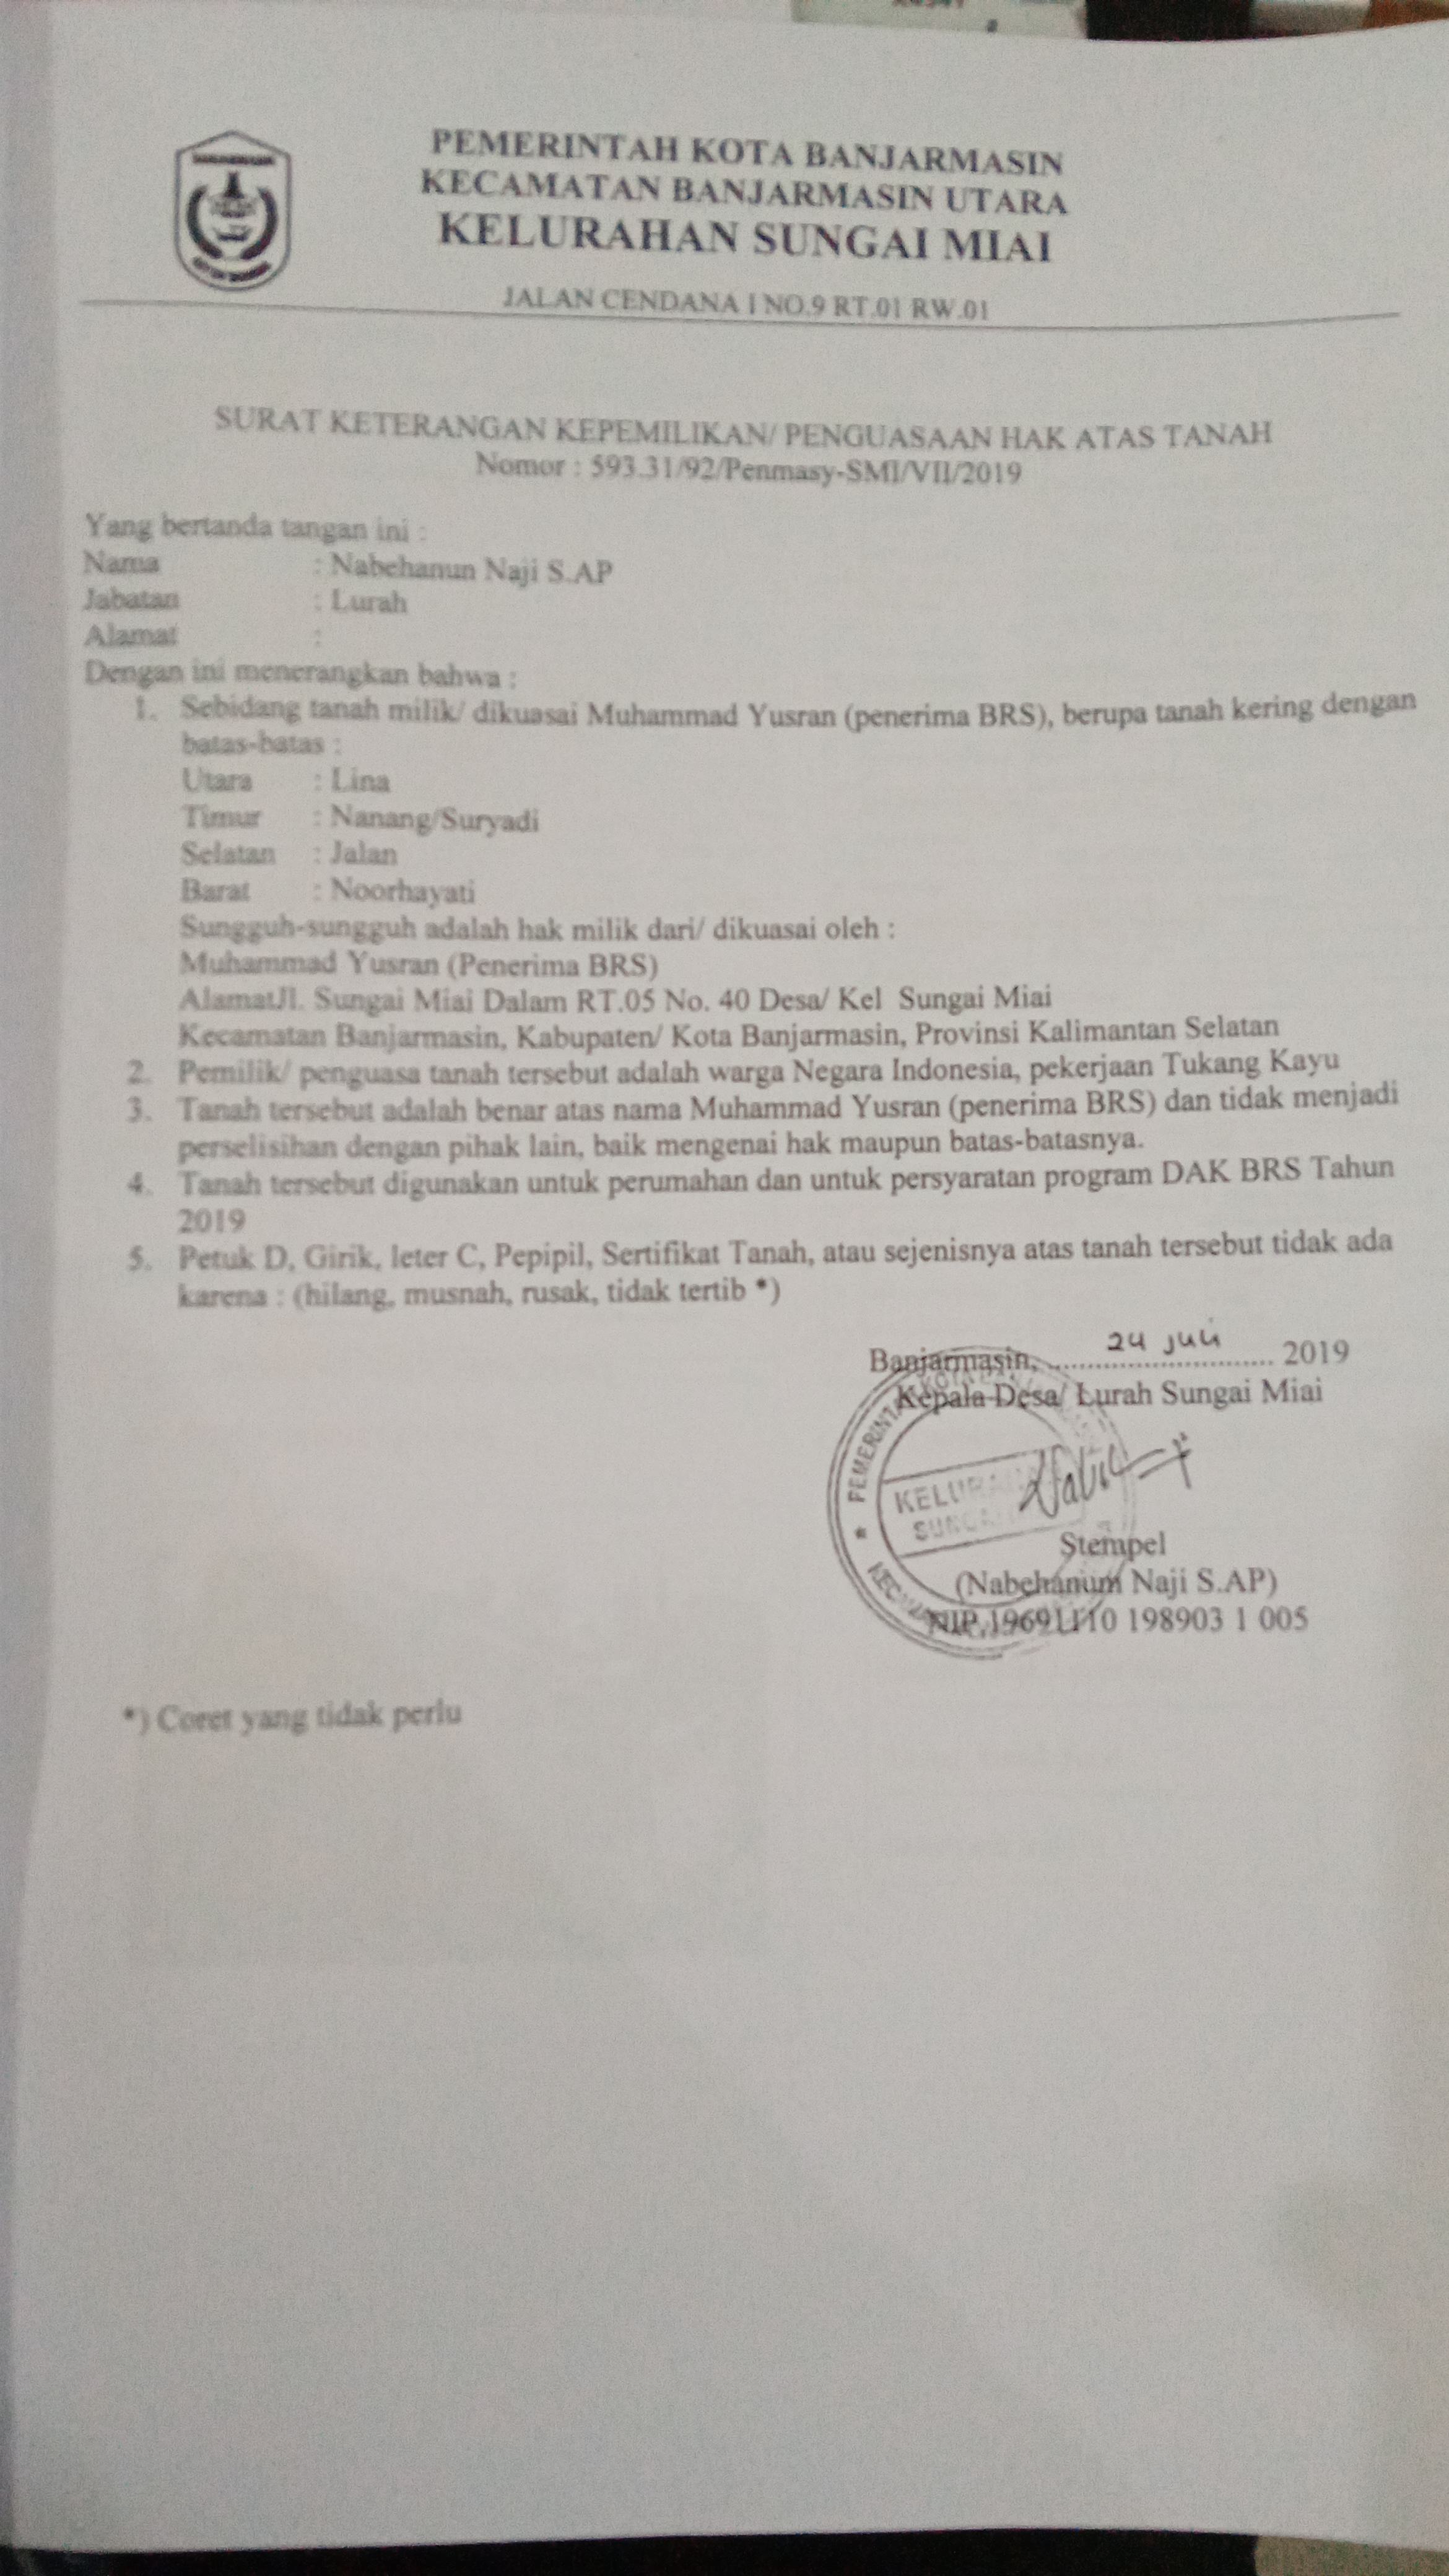 PEMERINTAH KOTA BANJARMASIN
KECAMATAN BANJARMASIN UTARA
KELURAHAN SUNGAI MIAI
JALAN CENDANA I NO.9 RT.01 RW.01
SURAT KETERANGAN KEPEMILIKAN/ PENGUASAAN HAK ATAS TANAH
Nomor : 593.31/92/Penmasy-SMI/VII/2019
Yang bertanda tangan ini :
Nama : Nabehanun Naji S.AP
Jabatan : Lurah
Alamat :
Dengan ini menerangkan bahwa :
1. Sebidang tanah milik/ dikuasai Muhammad Yusran (penerima BRS), berupa tanah kering dengan
batas-batas :
Utara : Lina
Timur : Nanang/Suryadi
Selatan : Jalan
Barat : Noorhayati
Sungguh-sungguh adalah hak milik dari/ dikuasai oleh :
Muhammad Yusran (Penerima BRS)
AlamatJl. Sungai Miai Dalam RT.05 No. 40 Desa/ Kel Sungai Miai
Kecamatan Banjarmasin, Kabupaten/ Kota Banjarmasin, Provinsi Kalimantan Selatan
2. Pemilik/ penguasa tanah tersebut adalah warga Negara Indonesia, pekerjaan Tukang Kayu
3. Tanah tersebut adalah benar atas nama Muhammad Yusran (penerima BRS) dan tidak menjadi
perselisihan dengan pihak lain, baik mengenai hak maupun batas-batasnya.
4. Tanah tersebut digunakan untuk perumahan dan untuk persyaratan program DAK BRS Tahun
2019
5. Petuk D, Girik, leter C, Pepipil, Sertifikat Tanah, atau sejenisnya atas tanah tersebut tidak ada
karena : (hilang, musnah, rusak, tidak tertib *)
Banjarmasin, 24 Juli 2019
Kepala Desa/ Lurah Sungai Miai
Stempel
(Nabehanum Naji S.AP)
NIP.19691110 198903 1 005
*) Coret yang tidak perlu